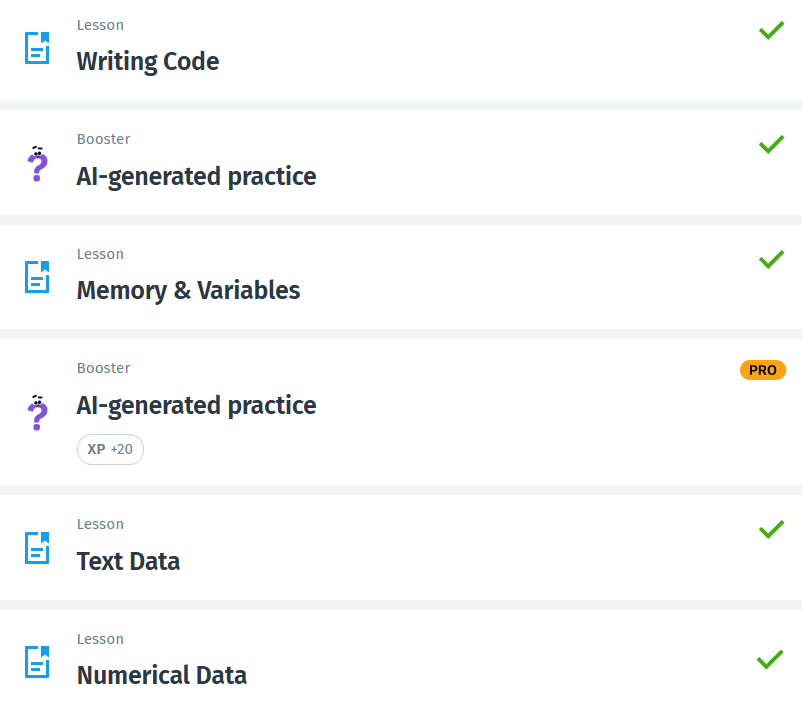 Lesson
Writing Code
Booster
AI-generated practice
Lesson
Memory & Variables
Booster
PRO
AI-generated practice
XP +20
Lesson
Text Data
Lesson
Numerical Data